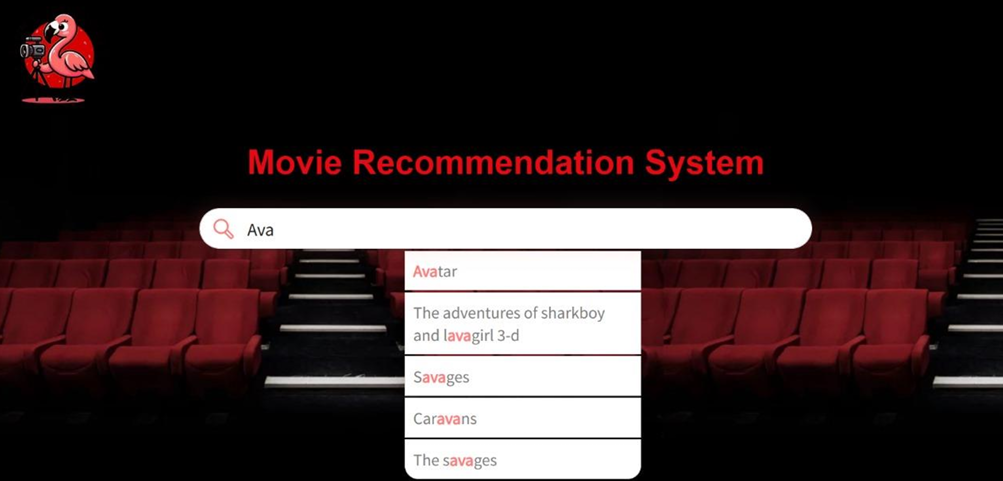 Movie Recommendation System
Ava
Avatar
The adventures of sharkboy
and lavagirl 3-d
Savages
Caravans
The savages